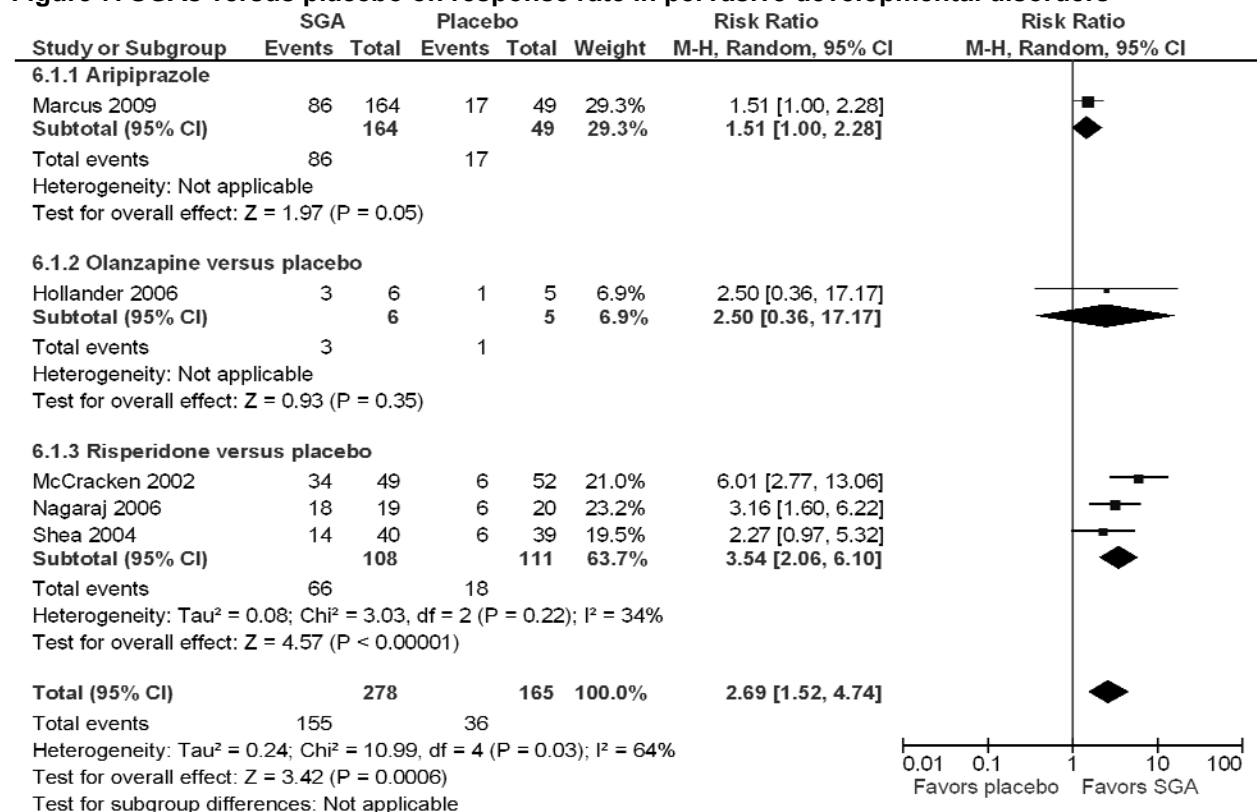 SGA Placebo Risk Ratio Risk Ratio
Study or Subgroup Events Total Events Total Weight M-H, Random, 95% CI M-H, Random, 95% CI
6.1.1 Aripiprazole
Marcus 2009 86 164 17 49 29.3% 1.51 [1.00, 2.28]
Subtotal (95% CI) 164 49 29.3% 1.51 [1.00, 2.28]
Total events 86 17
Heterogeneity: Not applicable
Test for overall effect: Z = 1.97 (P = 0.05)
6.1.2 Olanzapine versus placebo
Hollander 2006 3 6 1 5 6.9% 2.50 [0.36, 17.17]
Subtotal (95% CI) 6 5 6.9% 2.50 [0.36, 17.17]
Total events 3 1
Heterogeneity: Not applicable
Test for overall effect: Z = 0.93 (P = 0.35)
6.1.3 Risperidone versus placebo
McCracken 2002 34 49 6 52 21.0% 6.01 [2.77, 13.06]
Nagaraj 2006 18 19 6 20 23.2% 3.16 [1.60, 6.22]
Shea 2004 14 40 6 39 19.5% 2.27 [0.97, 5.32]
Subtotal (95% CI) 108 111 63.7% 3.54 [2.06, 6.10]
Total events 66 18
Heterogeneity: Tau² = 0.08; Chi² = 3.03, df = 2 (P = 0.22); I² = 34%
Test for overall effect: Z = 4.57 (P < 0.00001)
Total (95% CI) 278 165 100.0% 2.69 [1.52, 4.74]
Total events 155 36
Heterogeneity: Tau² = 0.24; Chi² = 10.99, df = 4 (P = 0.03); I² = 64%
Test for overall effect: Z = 3.42 (P = 0.0006)
Test for subgroup differences: Not applicable
0.01 0.1 1 10 100
Favors placebo Favors SGA